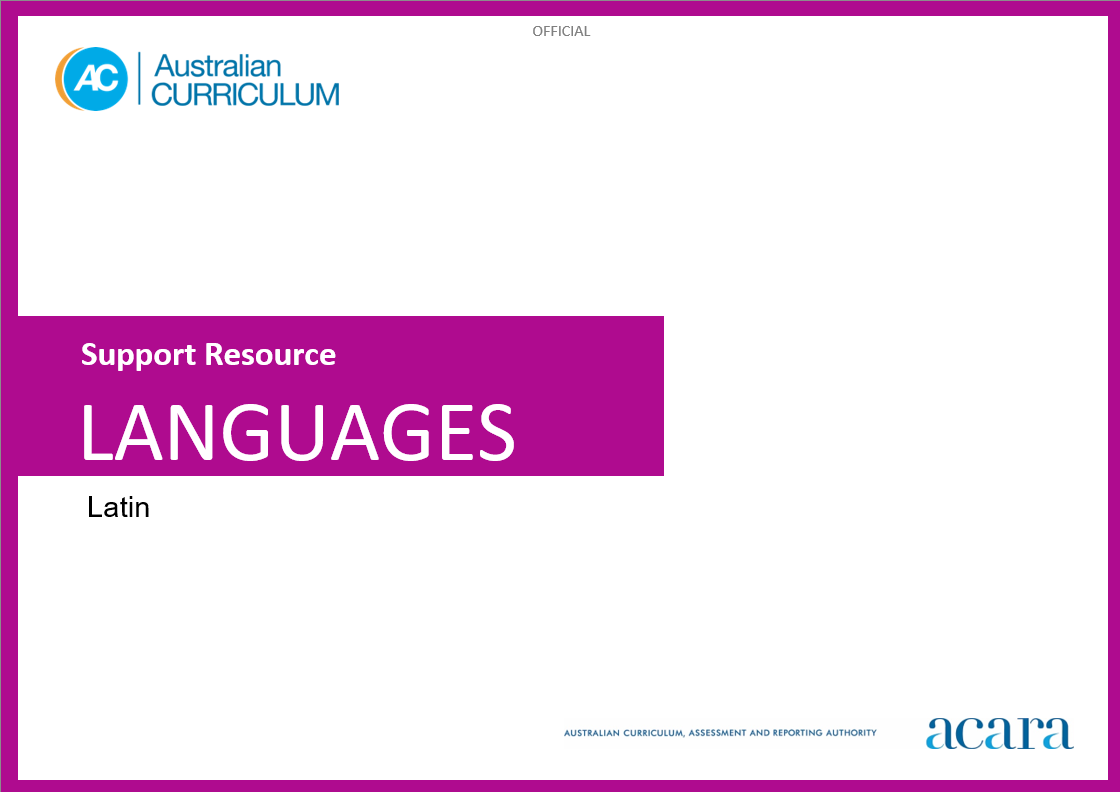 OFFICIAL
AC
Australian
CURRICULUM
Support Resource
LANGUAGES
Latin
AUSTRALIAN CURRICULUM, ASSESSMENT AND REPORTING AUTHORITY
acara